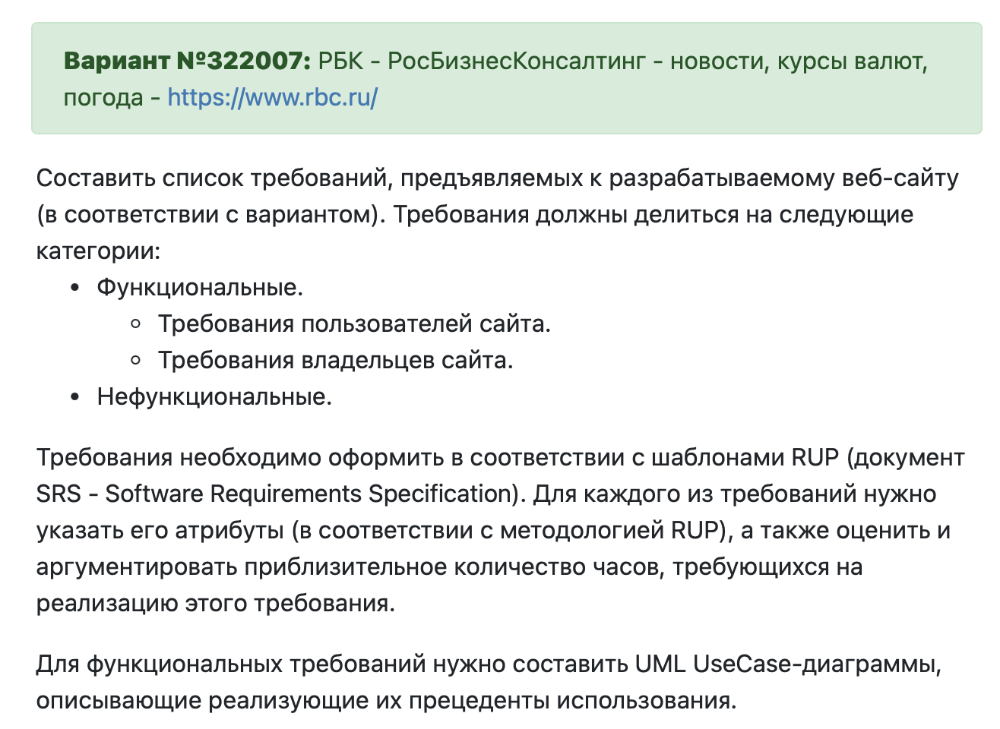 Вариант №322007: РБК - РосБизнесКонсалтинг - новости, курсы валют,
погода - https://www.rbc.ru/
Составить список требований, предъявляемых к разрабатываемому веб-сайту
(в соответствии с вариантом). Требования должны делиться на следующие
категории:
• Функциональные.
◦ Требования пользователей сайта.
◦ Требования владельцев сайта.
• Нефункциональные.
Требования необходимо оформить в соответствии с шаблонами RUP (документ
SRS - Software Requirements Specification). Для каждого из требований нужно
указать его атрибуты (в соответствии с методологией RUP), а также оценить и
аргументировать приблизительное количество часов, требующихся на
реализацию этого требования.
Для функциональных требований нужно составить UML UseCase-диаграммы,
описывающие реализующие их прецеденты использования.